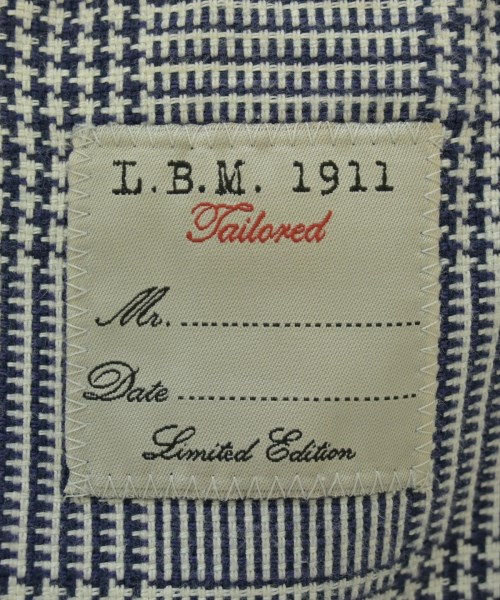 L.B.M. 1911
Tailored
Mr. ........................................
Date ........................................
Limited Edition